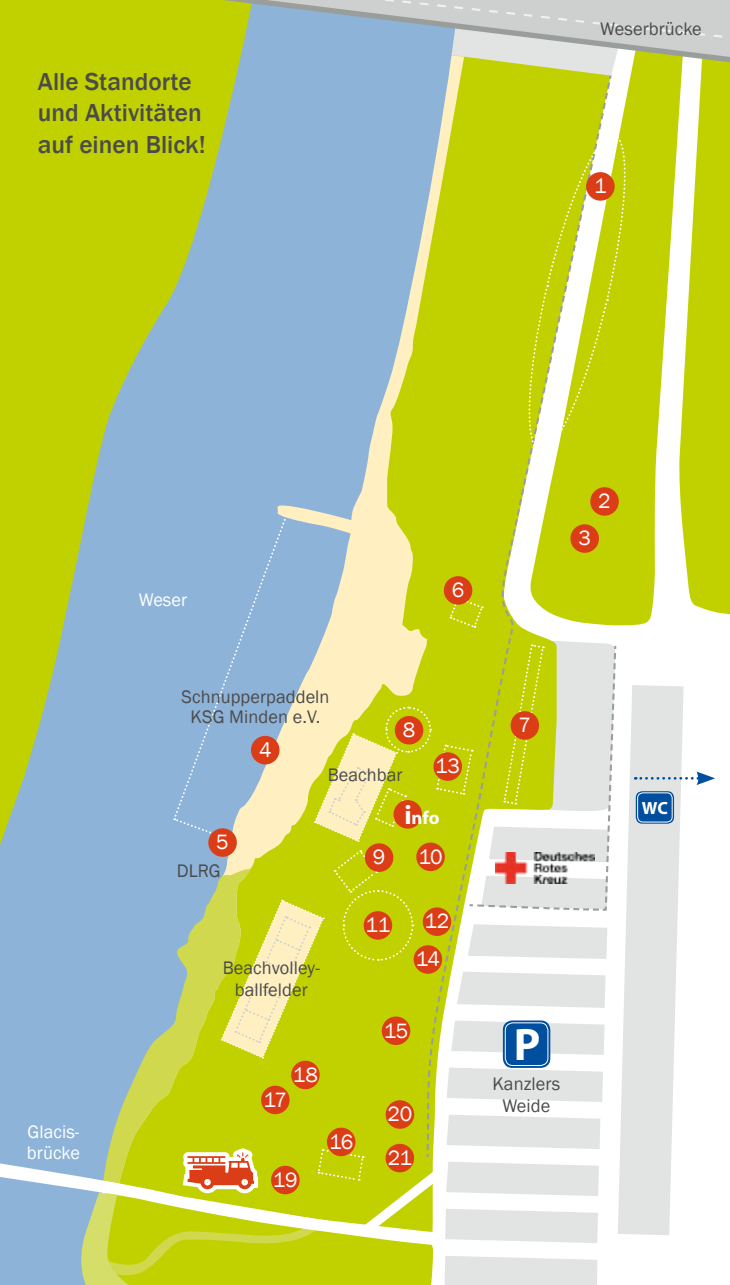 Weserbrücke
Alle Standorte
und Aktivitäten
auf einen Blick!
1
2
3
6
Weser
Schnupperpaddeln
KSG Minden e.V.
4
7
8
13
Beachbar
info
WC
5
DLRG
9
10
Deutsches
Rotes
Kreuz
11
12
14
Beachvolley-
ballfelder
15
P
Kanzlers
Weide
18
17
20
16
21
19
Glacis-
brücke